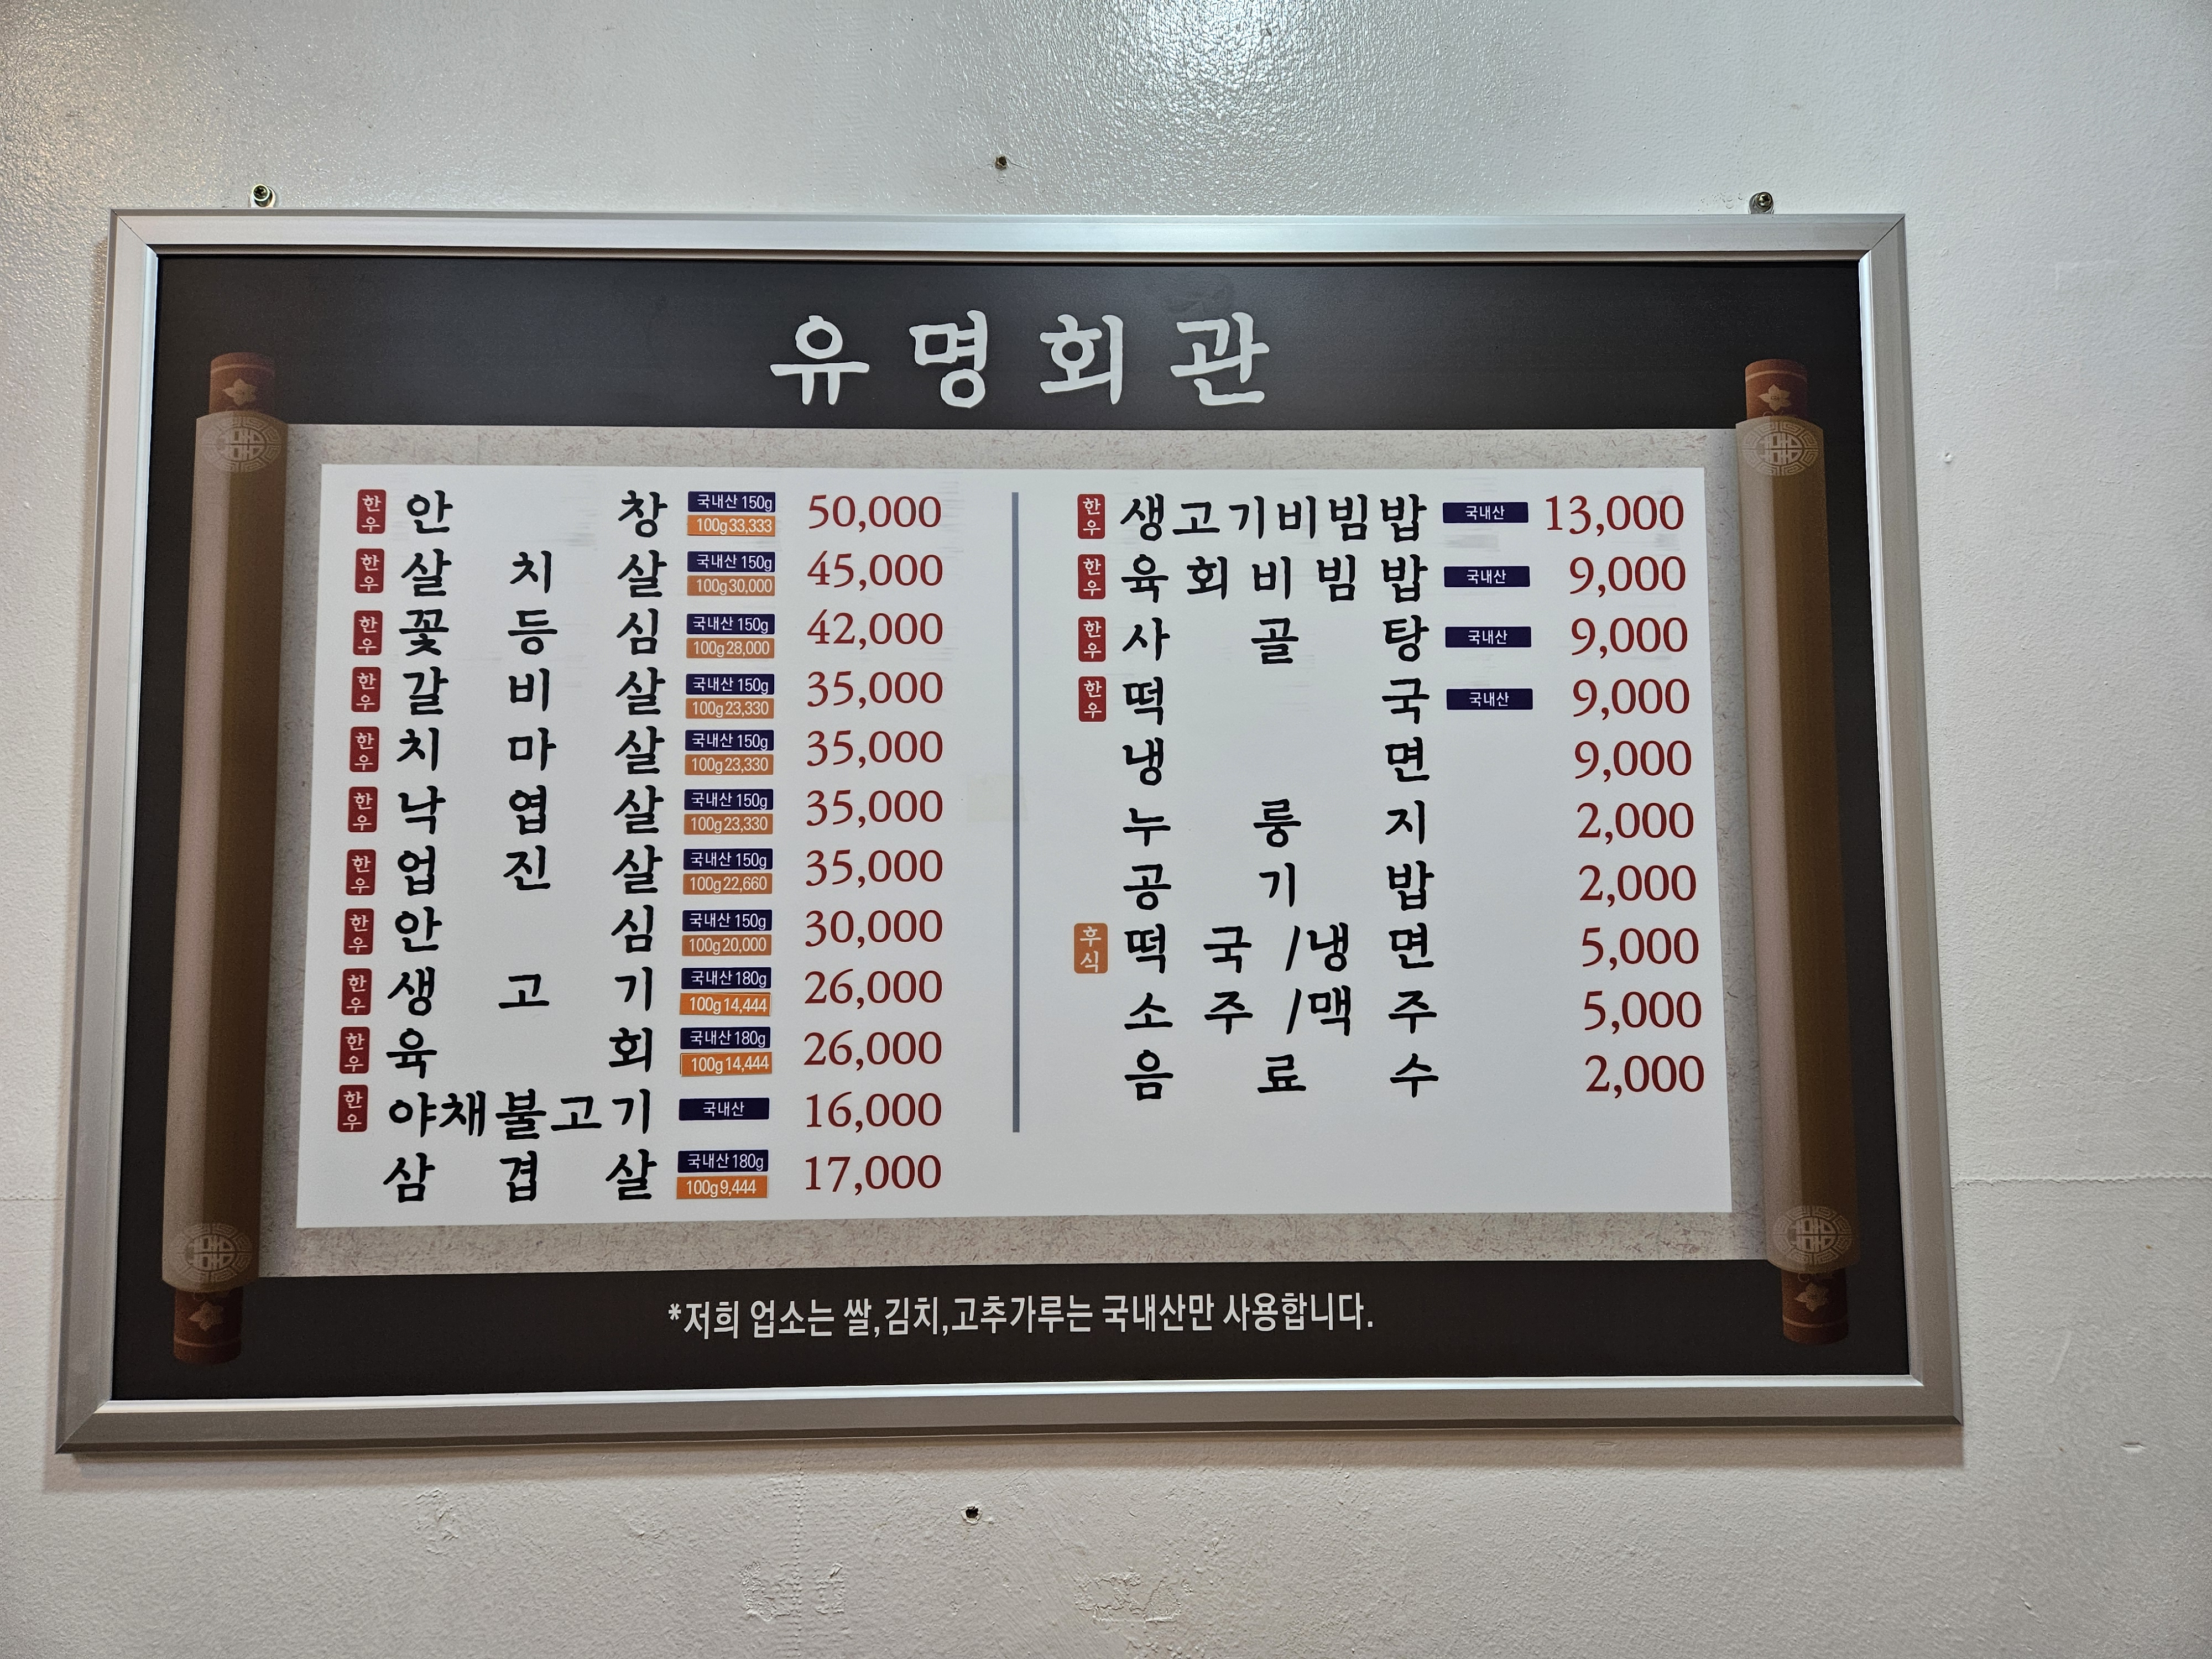 유명회관
한우 안창 국내산 150g 100g 33,333 50,000
한우 살치살 국내산 150g 100g 30,000 45,000
한우 꽃등심 국내산 150g 100g 28,000 42,000
한우 갈비살 국내산 150g 100g 23,330 35,000
한우 치마살 국내산 150g 100g 23,330 35,000
한우 낙엽살 국내산 150g 100g 23,330 35,000
한우 업진살 국내산 150g 100g 22,660 35,000
한우 안심 국내산 150g 100g 20,000 30,000
한우 생고기 국내산 180g 100g 14,444 26,000
한우 육회 국내산 180g 100g 14,444 26,000
한우 야채불고기 국내산 16,000
삼겹살 국내산 180g 100g 9,444 17,000
한우 생고기비빔밥 국내산 13,000
한우 육회비빔밥 국내산 9,000
한우 사골탕 국내산 9,000
한우 떡국 국내산 9,000
냉면 9,000
누룽지 2,000
공기밥 2,000
후식 떡국/냉면 5,000
소주/맥주 5,000
음료수 2,000
*저희 업소는 쌀,김치,고추가루는 국내산만 사용합니다.